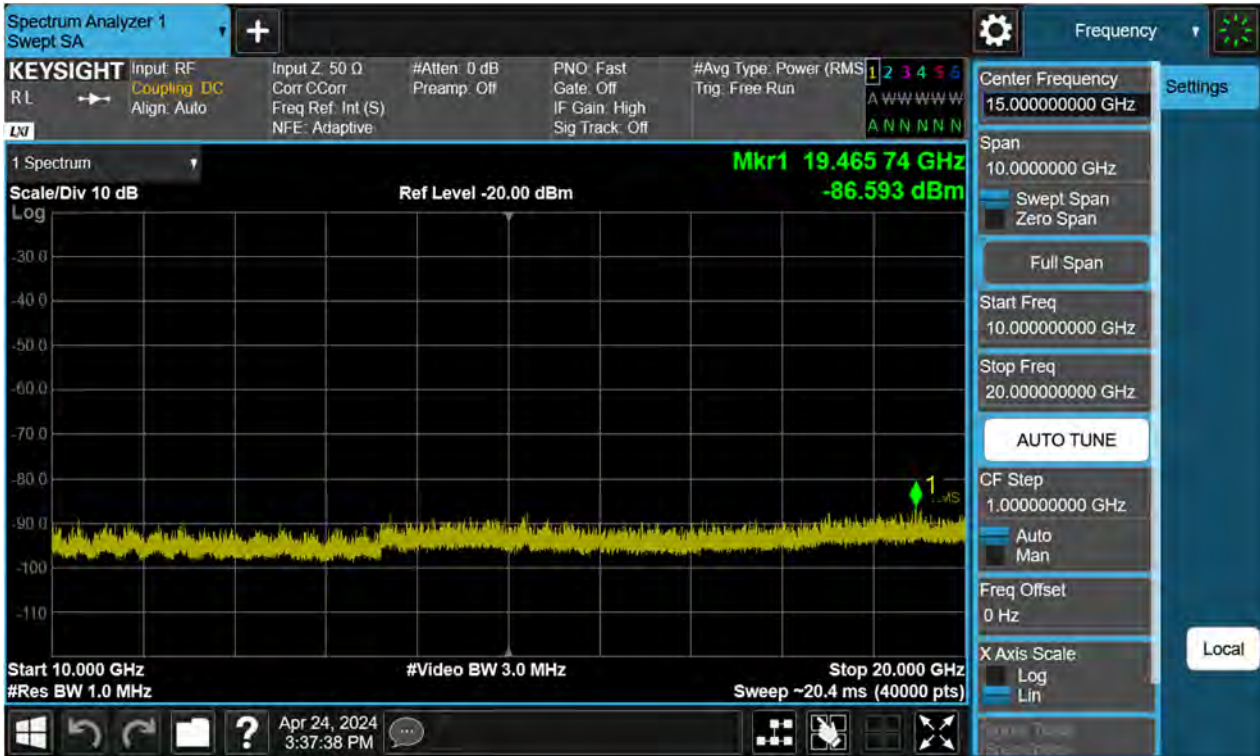 Spectrum Analyzer 1
Swept SA
Frequency
KEYSIGHT
R L
LXI
Input: RF
Coupling: DC
Align: Auto
Input Z: 50 Ω
Corr CCorr
Freq Ref: Int (S)
NFE: Adaptive
#Atten: 0 dB
Preamp: Off
PNO: Fast
Gate: Off
IF Gain: High
Sig Track: Off
#Avg Type: Power (RMS
Trig: Free Run
1 2 3 4 5 6
A W W W W W
A N N N N N
1 Spectrum
Scale/Div 10 dB
Ref Level -20.00 dBm
Mkr1 19.465 74 GHz
-86.593 dBm
Log
-30.0
-40.0
-50.0
-60.0
-70.0
-80.0
-90.0
-100
-110
1
Start 10.000 GHz
#Video BW 3.0 MHz
Stop 20.000 GHz
#Res BW 1.0 MHz
Sweep ~20.4 ms (40000 pts)
Apr 24, 2024
3:37:38 PM
Center Frequency
15.000000000 GHz
Settings
Span
10.0000000 GHz
Swept Span
Zero Span
Full Span
Start Freq
10.000000000 GHz
Stop Freq
20.000000000 GHz
AUTO TUNE
CF Step
1.000000000 GHz
Auto
Man
Freq Offset
0 Hz
X Axis Scale
Log
Lin
Local